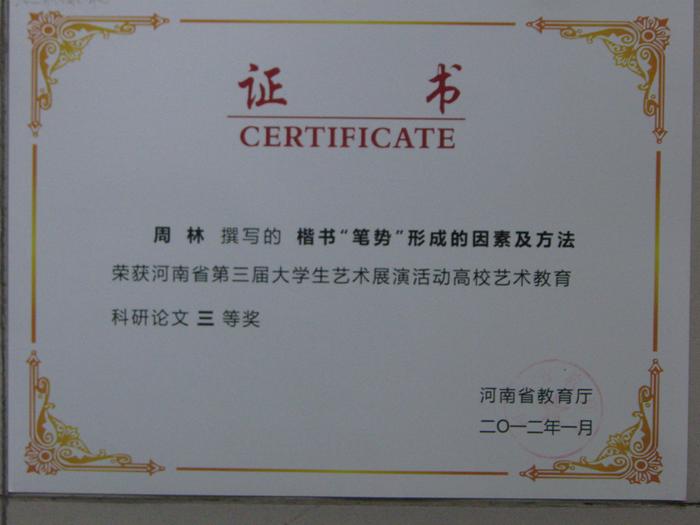 证 书
CERTIFICATE
周 林 撰写的 楷书“笔势”形成的因素及方法
荣获河南省第三届大学生艺术展演活动高校艺术教育
科研论文 三 等奖
河南省教育厅
二〇一二年一月